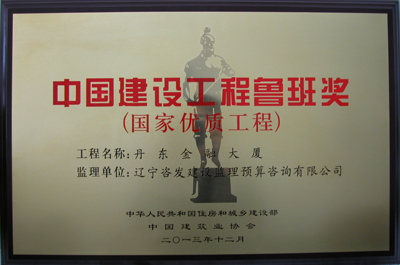 中国建设工程鲁班奖
(国家优质工程)
工程名称:丹东金融大厦
监理单位:辽宁咨发建设监理预算咨询有限公司
中华人民共和国住房和城乡建设部
中国建筑业协会
二〇一三年十二月